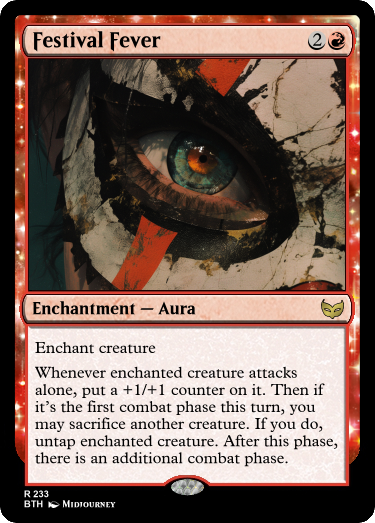 Festival Fever 2
Enchantment — Aura
Enchant creature
Whenever enchanted creature attacks
alone, put a +1/+1 counter on it. Then if
it's the first combat phase this turn, you
may sacrifice another creature. If you do,
untap enchanted creature. After this phase,
there is an additional combat phase.
R 233
BTH Midjourney